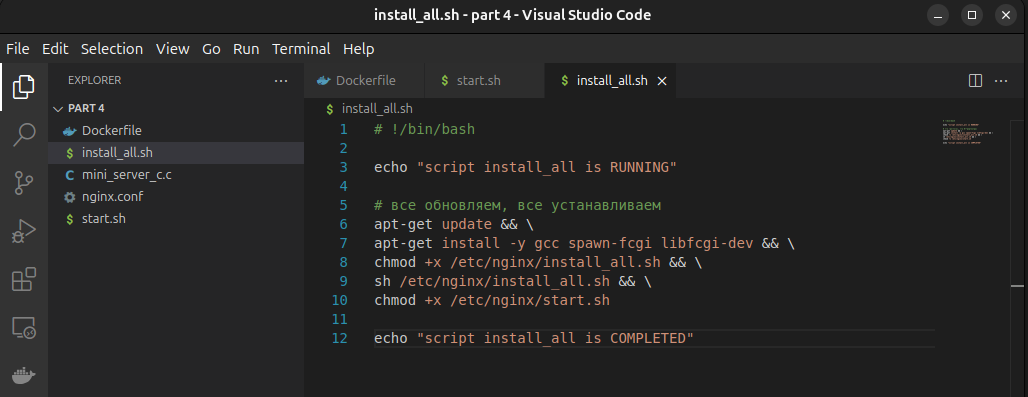 install_all.sh - part 4 - Visual Studio Code
File Edit Selection View Go Run Terminal Help
EXPLORER
PART 4
Dockerfile
install_all.sh
mini_server_c.c
nginx.conf
start.sh
Dockerfile start.sh install_all.sh
install_all.sh
1 # !/bin/bash
2
3 echo "script install_all is RUNNING"
4
5 # все обновляем, все устанавливаем
6 apt-get update && \
7 apt-get install -y gcc spawn-fcgi libfcgi-dev && \
8 chmod +x /etc/nginx/install_all.sh && \
9 sh /etc/nginx/install_all.sh && \
10 chmod +x /etc/nginx/start.sh
11
12 echo "script install_all is COMPLETED"